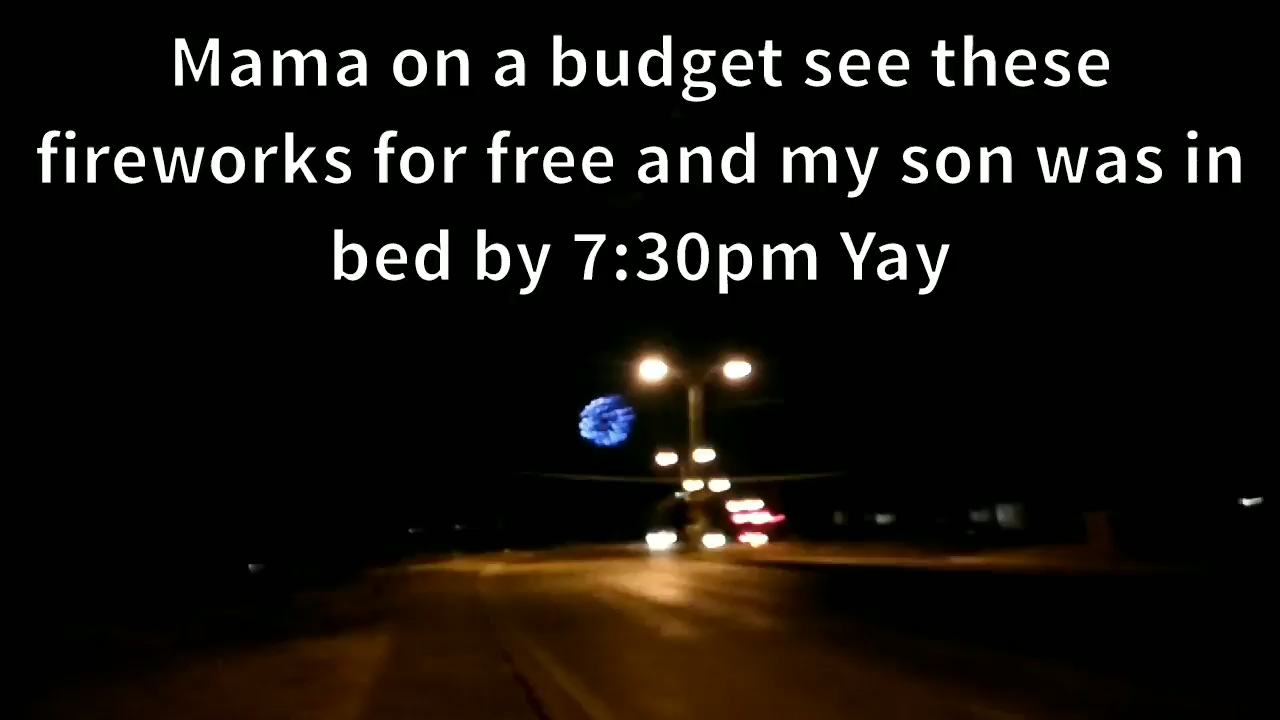 Mama on a budget see these
fireworks for free and my son was in
bed by 7:30pm Yay